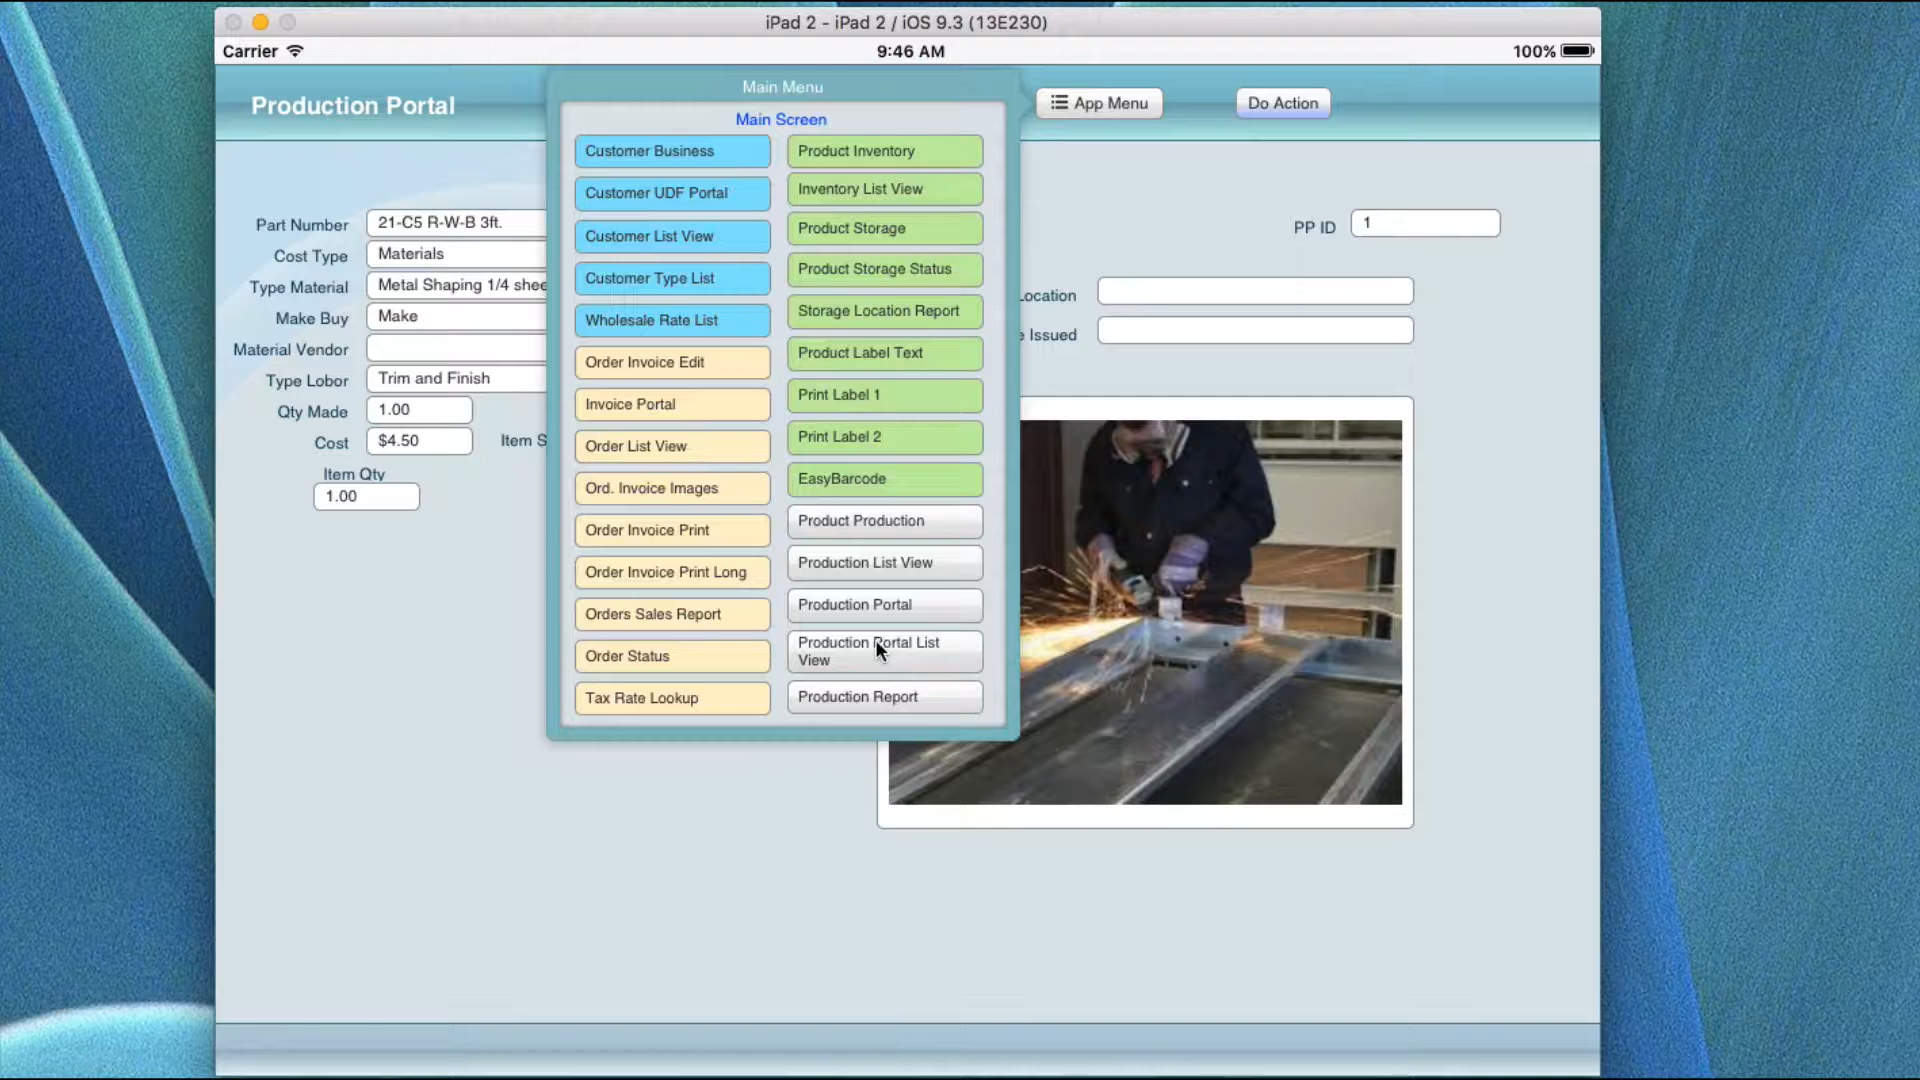 iPad 2 - iPad 2 / iOS 9.3 (13E230)
Carrier
9:46 AM
100%
Production Portal
App Menu
Do Action
Main Menu
Main Screen
Customer Business
Customer UDF Portal
Customer List View
Customer Type List
Wholesale Rate List
Order Invoice Edit
Invoice Portal
Order List View
Ord. Invoice Images
Order Invoice Print
Order Invoice Print Long
Orders Sales Report
Order Status
Tax Rate Lookup
Product Inventory
Inventory List View
Product Storage
Product Storage Status
Storage Location Report
Product Label Text
Print Label 1
Print Label 2
EasyBarcode
Product Production
Production List View
Production Portal
Production Portal List
View
Production Report
Part Number 21-C5 R-W-B 3ft.
Cost Type Materials
Type Material Metal Shaping 1/4 shee
Make Buy Make
Material Vendor
Type Lobor Trim and Finish
Qty Made 1.00
Cost $4.50 Item S
Item Qty
1.00
PP ID 1
Location
e Issued